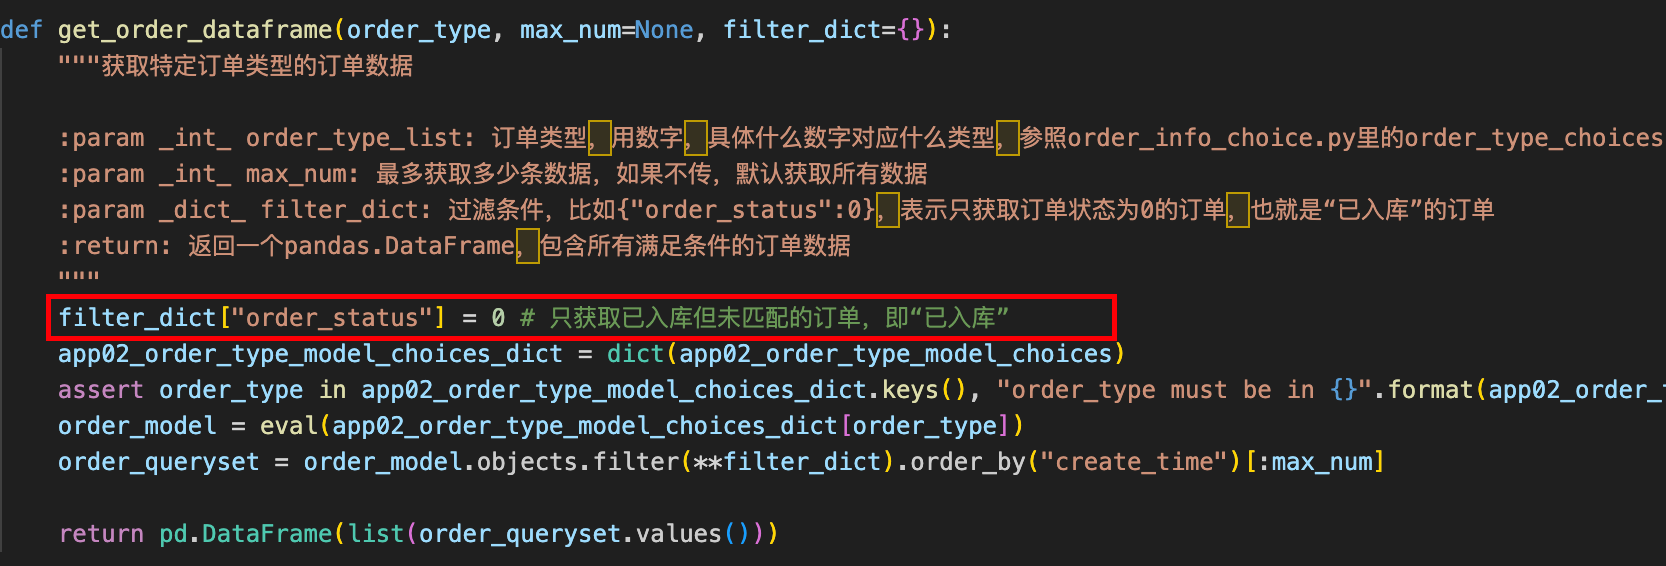 def get_order_dataframe(order_type, max_num=None, filter_dict={}):
"""获取特定订单类型的订单数据
:param _int_ order_type_list: 订单类型，用数字，具体什么数字对应什么类型，参照order_info_choice.py里的order_type_choices
:param _int_ max_num: 最多获取多少条数据，如果不传，默认获取所有数据
:param _dict_ filter_dict: 过滤条件，比如{"order_status":0}，表示只获取订单状态为0的订单，也就是“已入库”的订单
:return: 返回一个pandas.DataFrame，包含所有满足条件的订单数据
"""
filter_dict["order_status"] = 0 # 只获取已入库但未匹配的订单，即“已入库”
app02_order_type_model_choices_dict = dict(app02_order_type_model_choices)
assert order_type in app02_order_type_model_choices_dict.keys(), "order_type must be in {}".format(app02_order_
order_model = eval(app02_order_type_model_choices_dict[order_type])
order_queryset = order_model.objects.filter(**filter_dict).order_by("create_time")[:max_num]
return pd.DataFrame(list(order_queryset.values()))